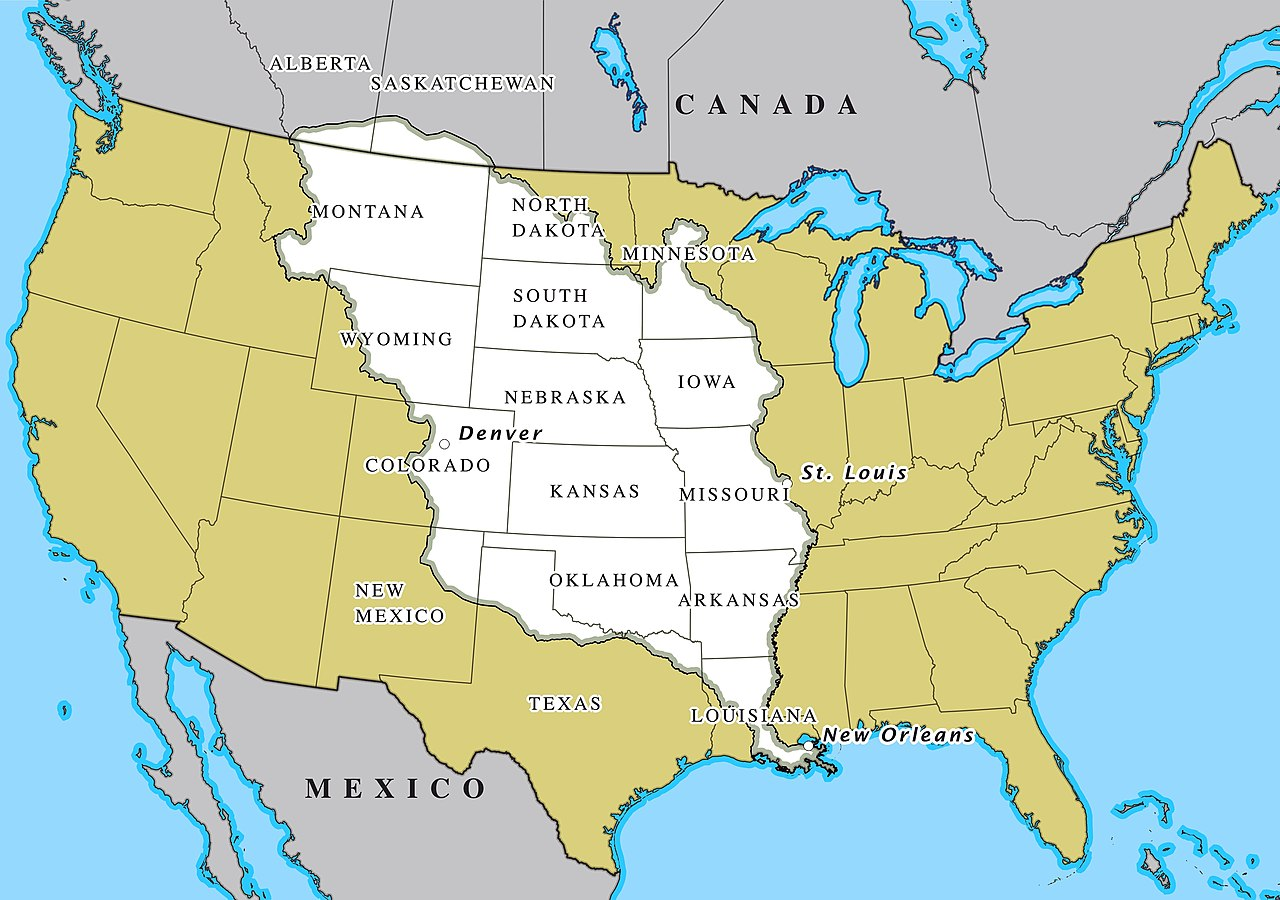 ALBERTA
SASKATCHEWAN
CANADA
MONTANA
NORTH
DAKOTA
MINNESOTA
SOUTH
DAKOTA
WYOMING
IOWA
NEBRASKA
Denver
COLORADO
St. Louis
KANSAS
MISSOURI
OKLAHOMA
NEW
MEXICO
ARKANSAS
TEXAS
LOUISIANA
New Orleans
MEXICO